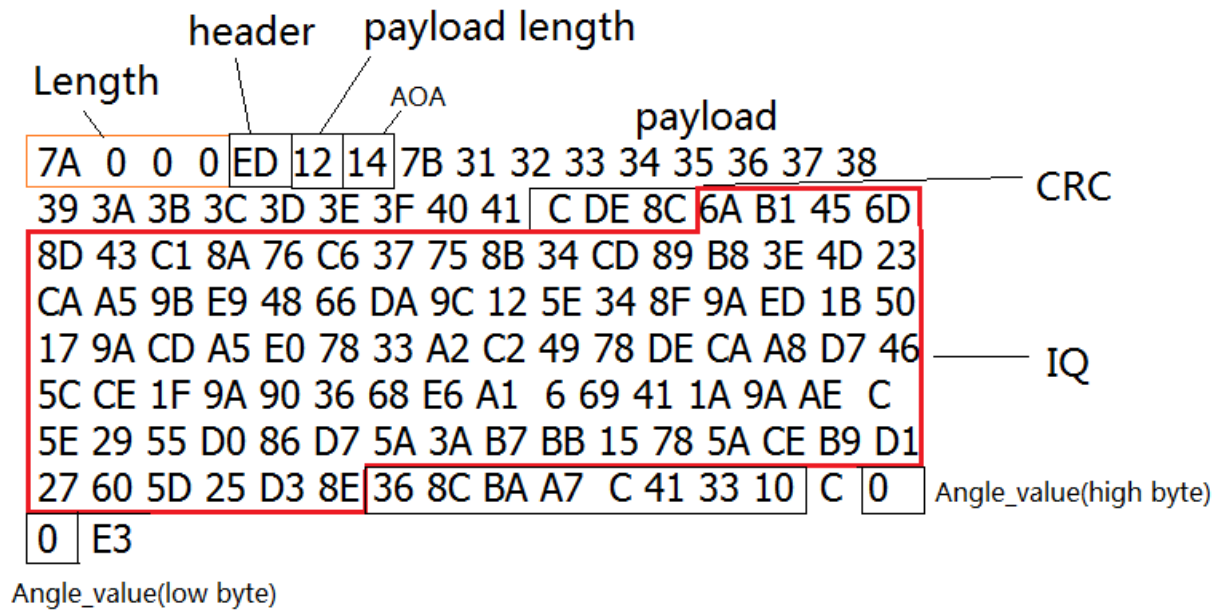 header payload length
Length
AOA
payload
7A 0 0 0 ED 12 14 7B 31 32 33 34 35 36 37 38
CRC
39 3A 3B 3C 3D 3E 3F 40 41 C DE 8C 6A B1 45 6D
8D 43 C1 8A 76 C6 37 75 8B 34 CD 89 B8 3E 4D 23
CA A5 9B E9 48 66 DA 9C 12 5E 34 8F 9A ED 1B 50
17 9A CD A5 E0 78 33 A2 C2 49 78 DE CA A8 D7 46
IQ
5C CE 1F 9A 90 36 68 E6 A1 6 69 41 1A 9A AE C
5E 29 55 D0 86 D7 5A 3A B7 BB 15 78 5A CE B9 D1
27 60 5D 25 D3 8E 36 8C BA A7 C 41 33 10 C 0 Angle_value(high byte)
0 E3
Angle_value(low byte)